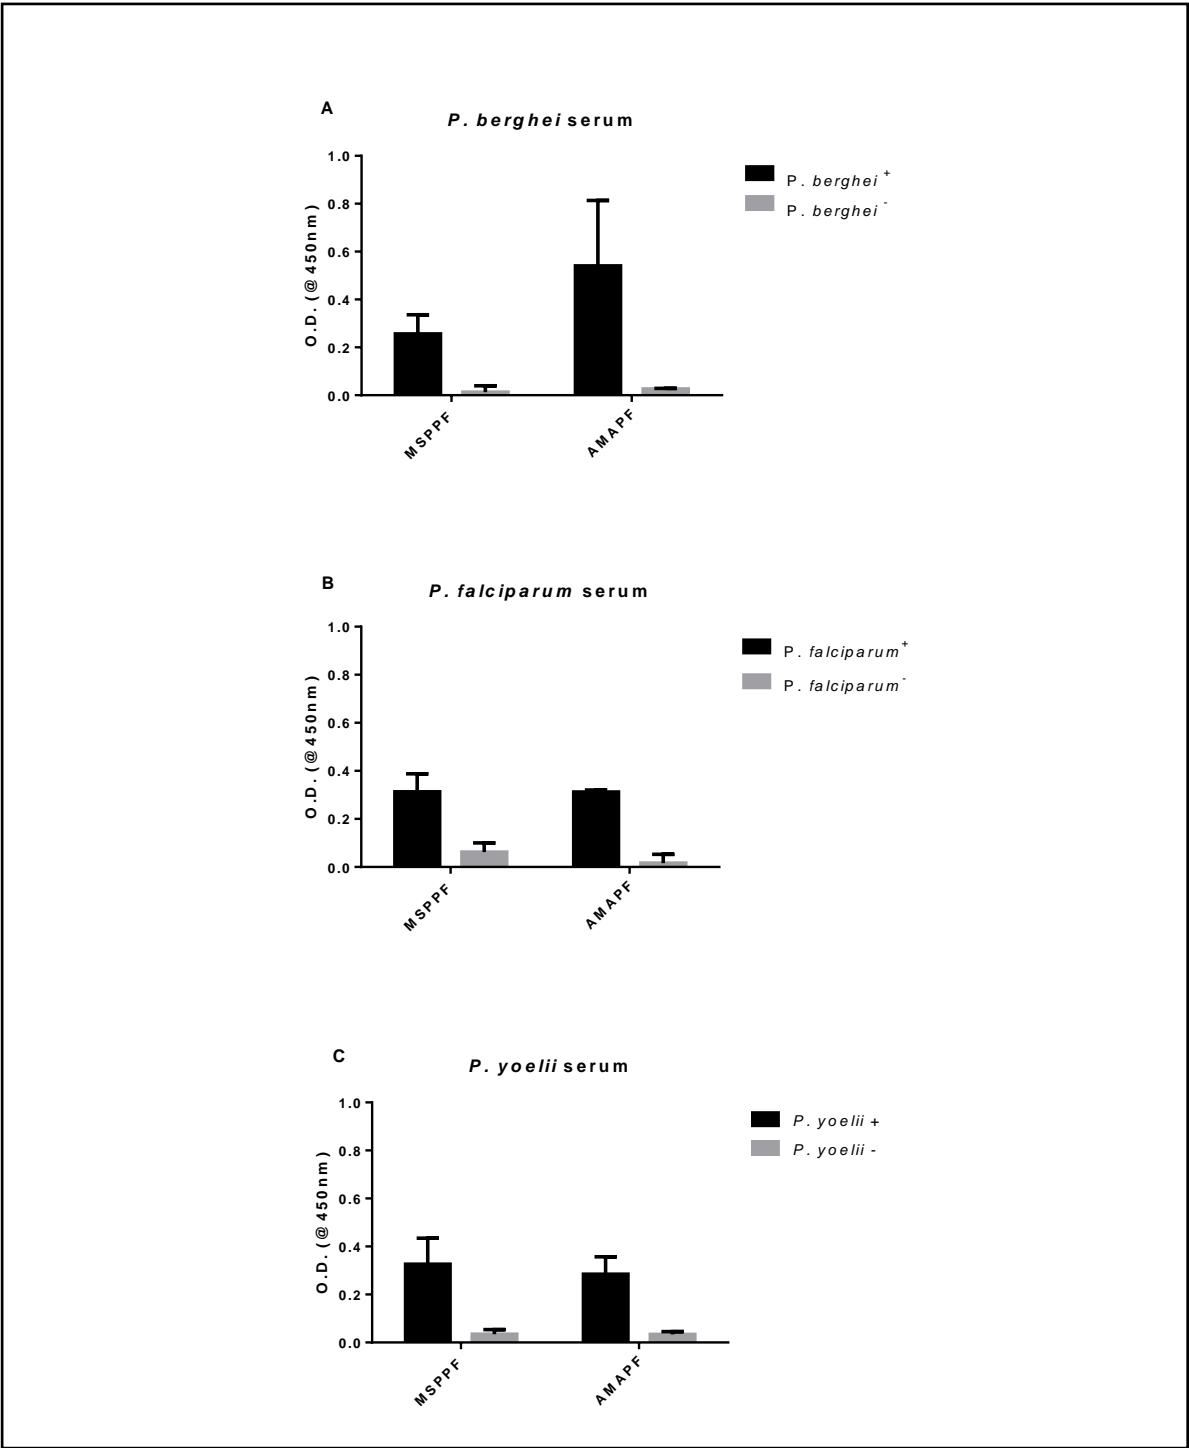 A
P. berghei serum
1.0
0.8
0.6
0.4
0.2
0.0
O.D. (@450nm)
MSPPF
AMAPF
P. berghei +
P. berghei -
B
P. falciparum serum
1.0
0.8
0.6
0.4
0.2
0.0
O.D. (@450nm)
MSPPF
AMAPF
P. falciparum +
P. falciparum -
C
P. yoelii serum
1.0
0.8
0.6
0.4
0.2
0.0
O.D. (@450nm)
MSPPF
AMAPF
P. yoelii +
P. yoelii -